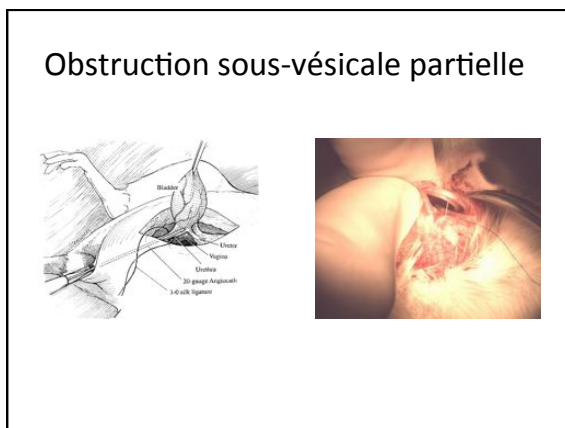 Obstruction sous-vésicale partielle
Bladder
Ureter
Vagina
Urethra
20-gauge Angiocath
3-0 silk ligature